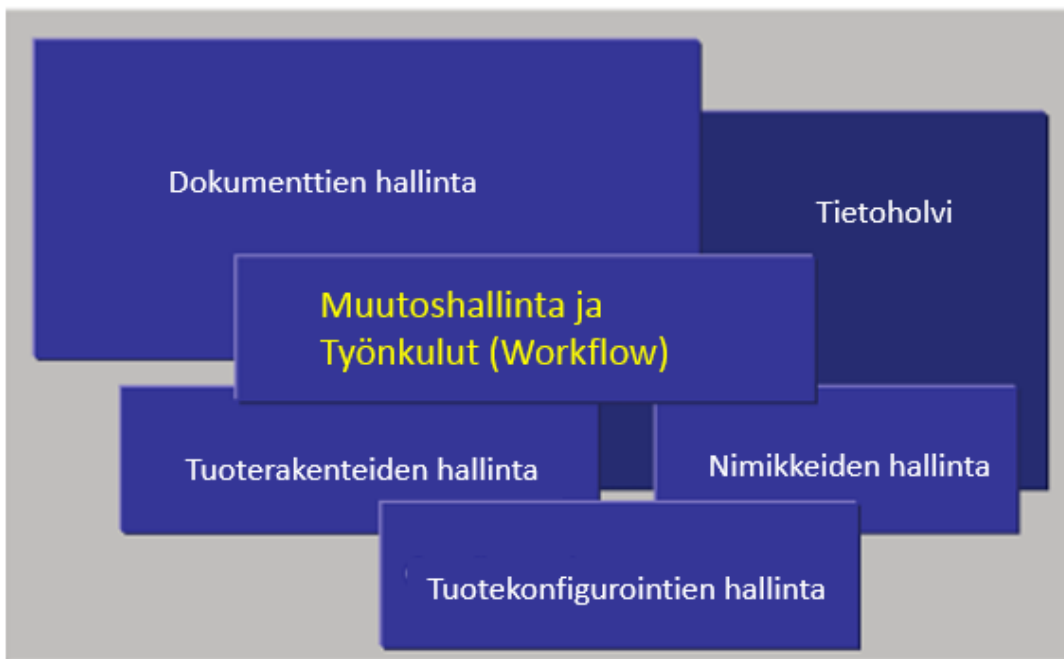 Dokumenttien hallinta
Tietoholvi
Muutoshallinta ja
Työnkulut (Workflow)
Tuoterakenteiden hallinta
Nimikkeiden hallinta
Tuotekonfigurointien hallinta